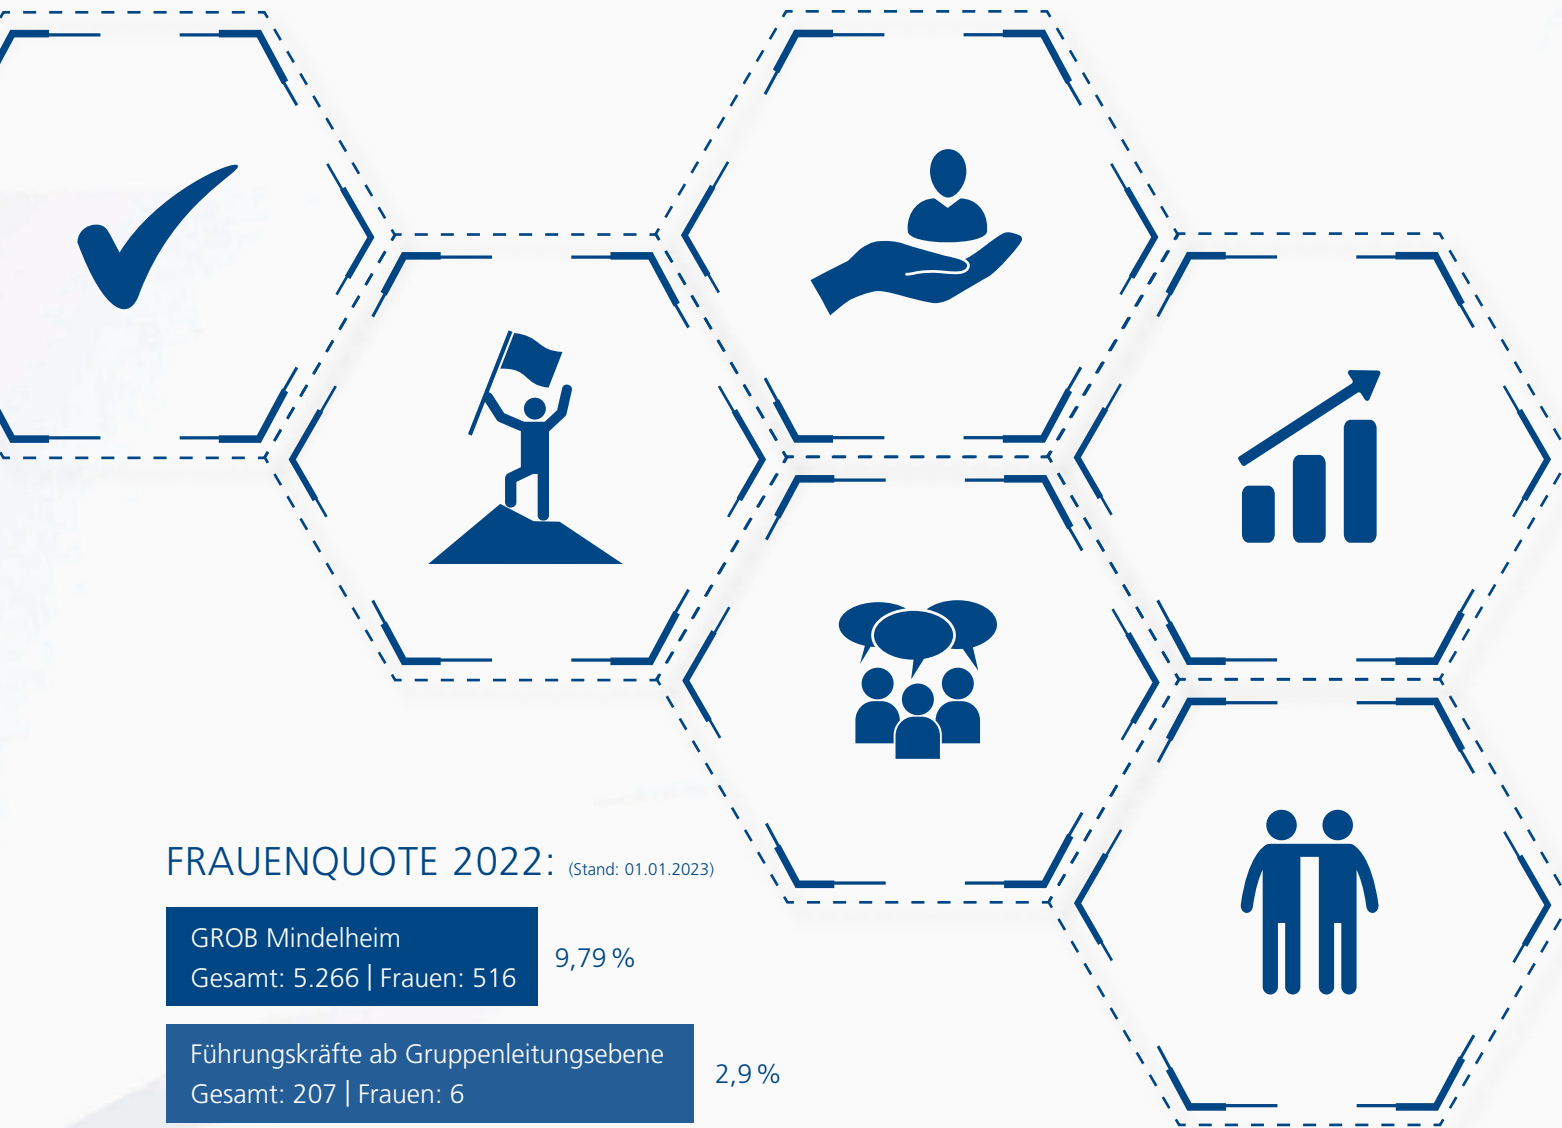 FRAUENQUOTE 2022: (Stand: 01.01.2023)
GROB Mindelheim
Gesamt: 5.266 | Frauen: 516
9,79 %
Führungskräfte ab Gruppenleitungsebene
Gesamt: 207 | Frauen: 6
2,9 %